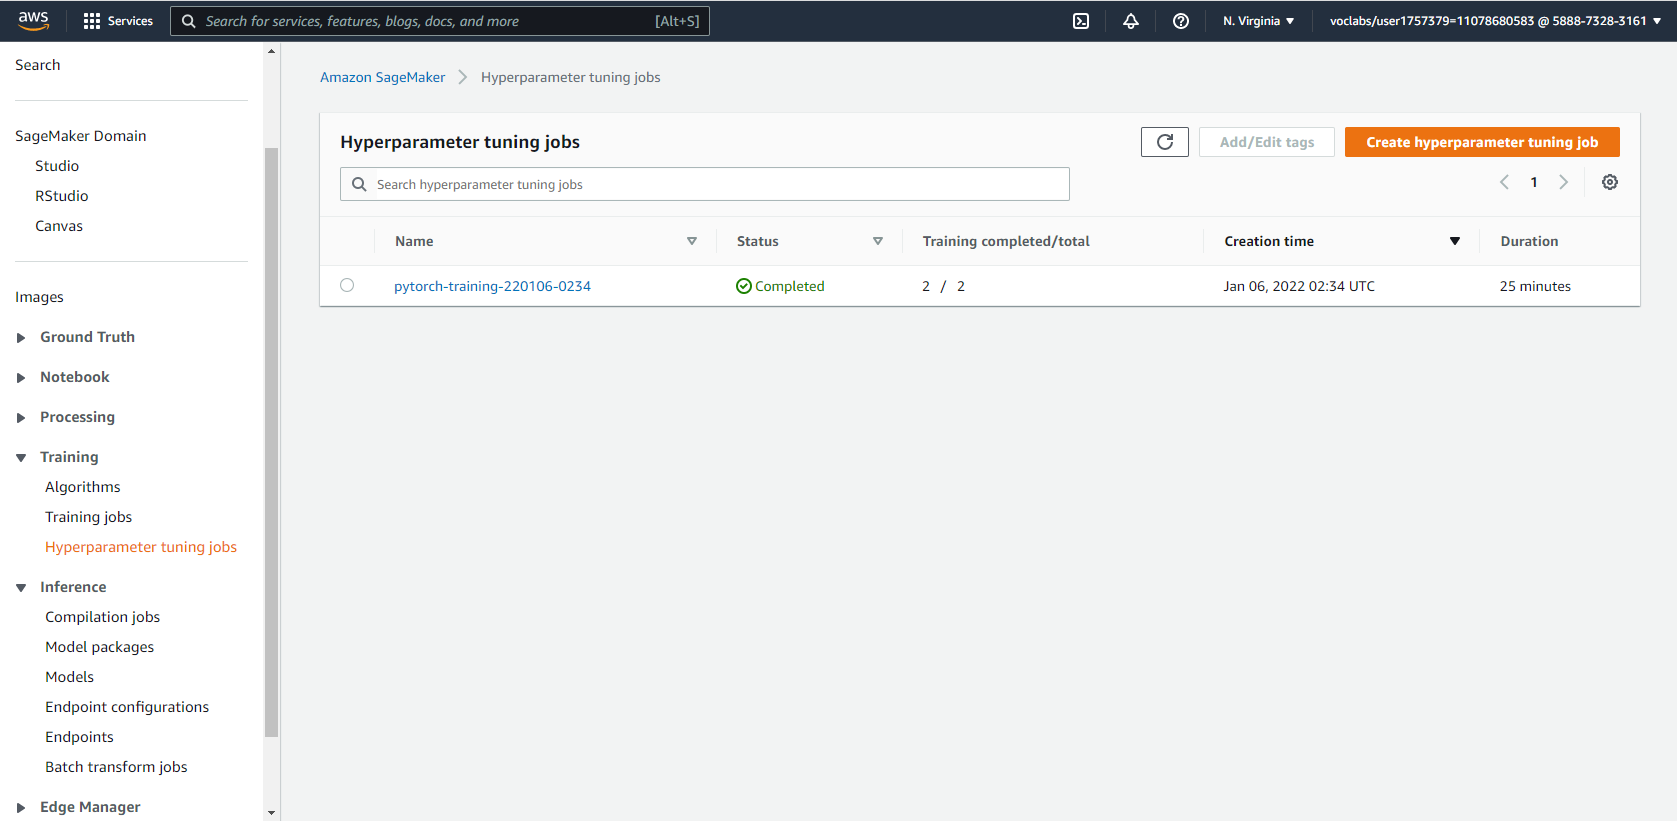 aws Services Search for services, features, blogs, docs, and more [Alt+S] N. Virginia voclabs/user1757379=11078680583 @ 5888-7328-3161
Search
SageMaker Domain
Studio
RStudio
Canvas
Images
Ground Truth
Notebook
Processing
Training
Algorithms
Training jobs
Hyperparameter tuning jobs
Inference
Compilation jobs
Model packages
Models
Endpoint configurations
Endpoints
Batch transform jobs
Edge Manager
Amazon SageMaker Hyperparameter tuning jobs
Hyperparameter tuning jobs Add/Edit tags Create hyperparameter tuning job
Search hyperparameter tuning jobs 1
Name Status Training completed/total Creation time Duration
pytorch-training-220106-0234 Completed 2 / 2 Jan 06, 2022 02:34 UTC 25 minutes